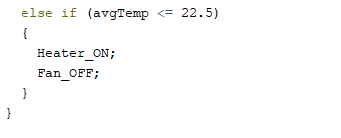 else if (avgTemp <= 22.5)
{
Heater_ON;
Fan_OFF;
}
}